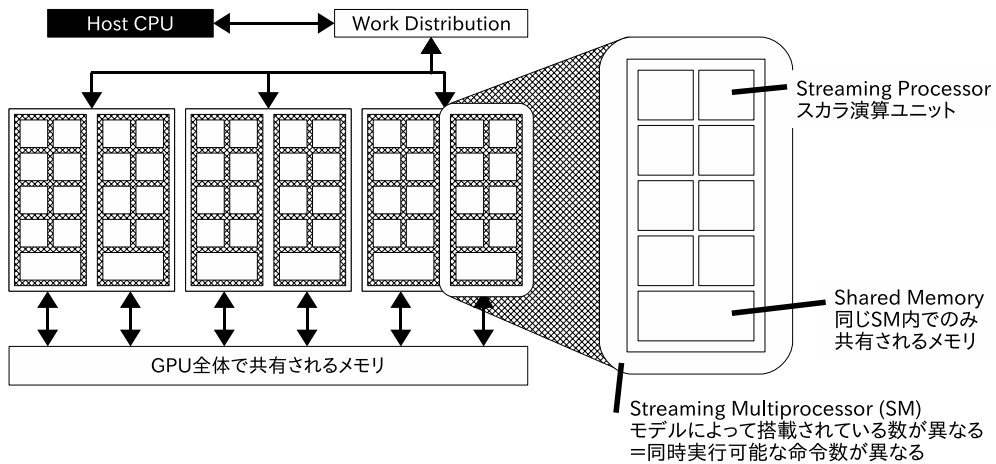 Host CPU
Work Distribution
Streaming Processor
スカラ演算ユニット
Shared Memory
同じSM内でのみ
共有されるメモリ
GPU全体で共有されるメモリ
Streaming Multiprocessor (SM)
モデルによって搭載されている数が異なる
＝同時実行可能な命令数が異なる